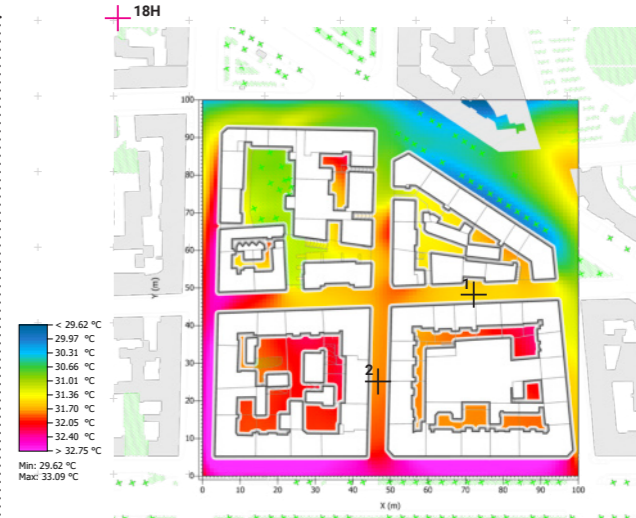 18H
100
90
80
70
60
50
40
30
20
10
0
Y (m)
1
2
0 10 20 30 40 50 60 70 80 90 100
X (m)
< 29.62 °C
29.97 °C
30.31 °C
30.66 °C
31.01 °C
31.36 °C
31.70 °C
32.05 °C
32.40 °C
> 32.75 °C
Min: 29.62 °C
Max: 33.09 °C